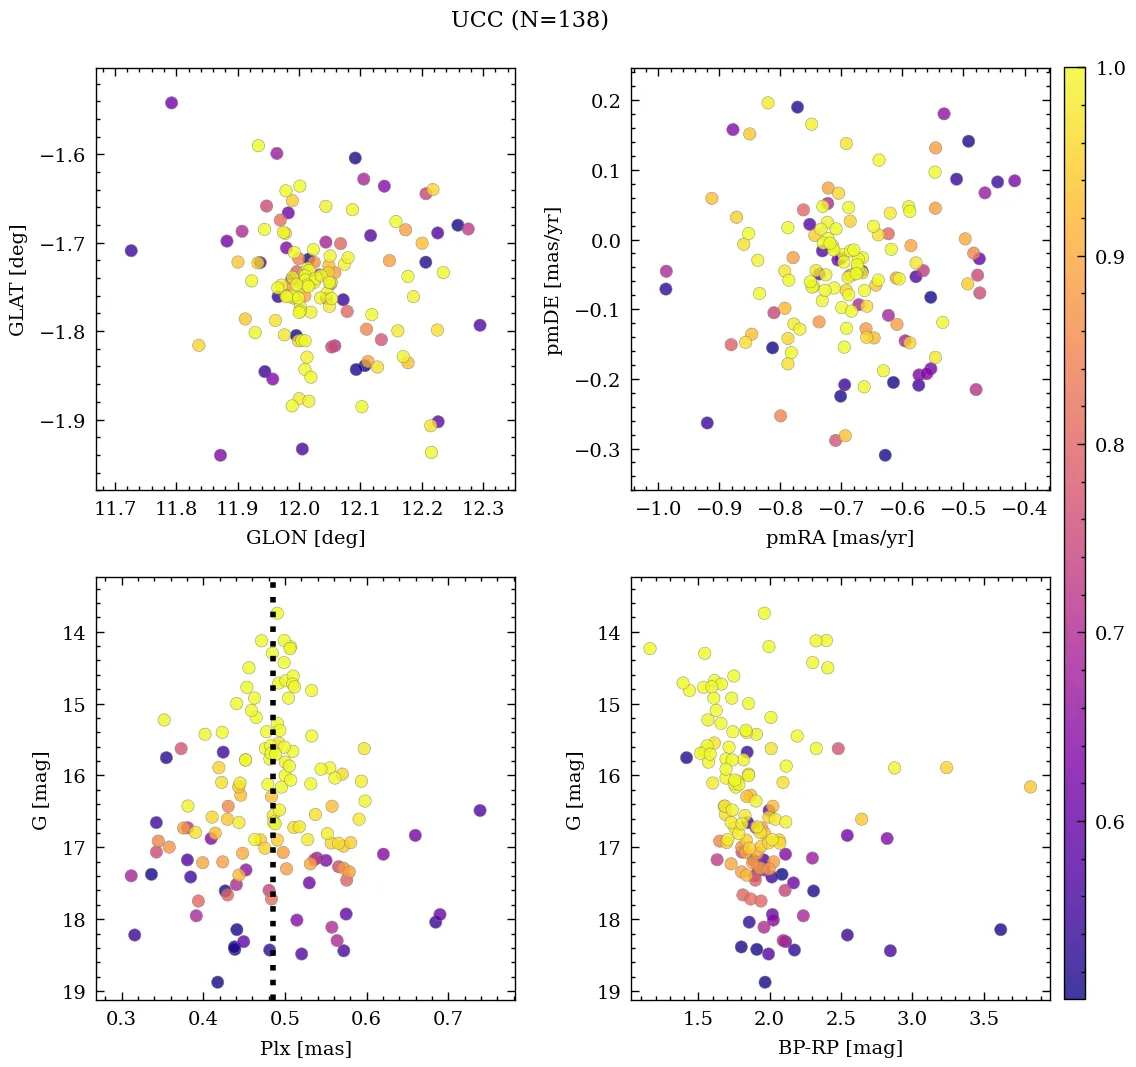 UCC (N=138)
−1.6
−1.7
−1.8
−1.9
GLAT [deg]
11.7 11.8 11.9 12.0 12.1 12.2 12.3
GLON [deg]
0.2
0.1
0.0
−0.1
−0.2
−0.3
pmDE [mas/yr]
−1.0 −0.9 −0.8 −0.7 −0.6 −0.5 −0.4
pmRA [mas/yr]
1.0
0.9
0.8
0.7
0.6
14
15
16
17
18
19
G [mag]
0.3 0.4 0.5 0.6 0.7
Plx [mas]
14
15
16
17
18
19
G [mag]
1.5 2.0 2.5 3.0 3.5
BP-RP [mag]